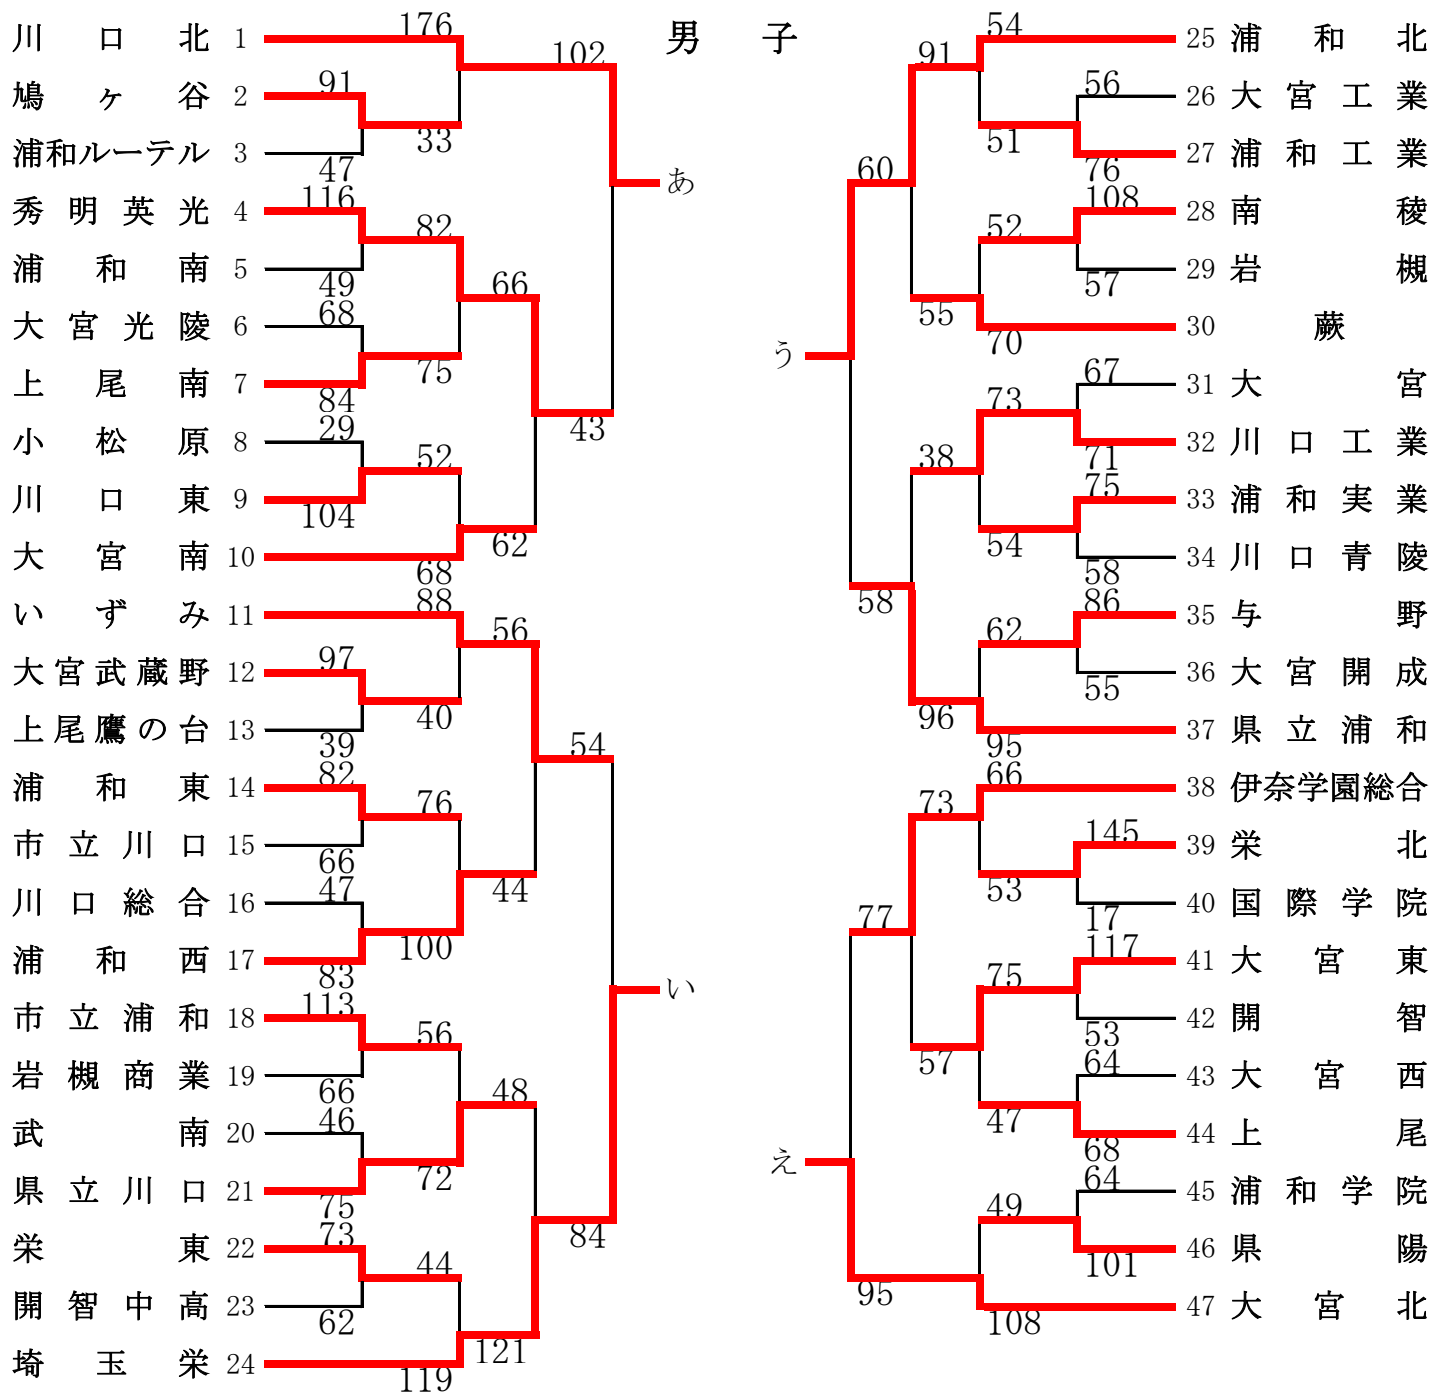 男子
川口北 1
鳩ヶ谷 2
浦和ルーテル 3
秀明英光 4
浦和南 5
大宮光陵 6
上尾南 7
小松原 8
川口東 9
大宮南 10
いずみ 11
大宮武蔵野 12
上尾鷹の台 13
浦和東 14
市立川口 15
川口総合 16
浦和西 17
市立浦和 18
岩槻商業 19
武南 20
県立川口 21
栄東 22
開智中高 23
埼玉栄 24
176
91
47
116
49
68
84
29
104
68
88
97
39
82
66
47
83
113
66
46
75
73
62
119
33
82
75
52
40
76
100
56
72
44
102
66
62
56
44
48
121
43
54
84
あ
い
う
え
60
58
77
95
91
55
38
96
73
57
54
51
52
70
73
54
62
95
66
53
75
47
49
108
56
76
108
57
67
71
75
58
86
55
145
17
117
53
64
68
64
101
25 浦和北
26 大宮工業
27 浦和工業
28 南稜
29 岩槻
30 蕨
31 大宮
32 川口工業
33 浦和実業
34 川口青陵
35 与野
36 大宮開成
37 県立浦和
38 伊奈学園総合
39 栄北
40 国際学院
41 大宮東
42 開智
43 大宮西
44 上尾
45 浦和学院
46 県陽
47 大宮北